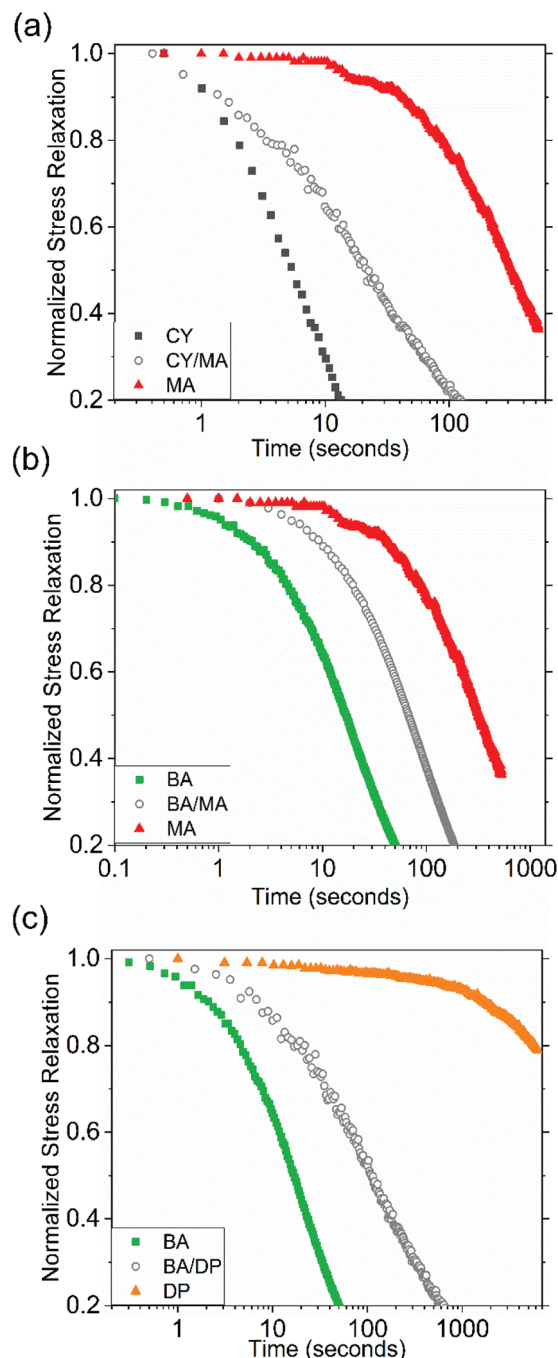 (a)
Normalized Stress Relaxation
1.0
0.8
0.6
0.4
0.2
CY
CY/MA
MA
1 10 100
Time (seconds)
(b)
Normalized Stress Relaxation
1.0
0.8
0.6
0.4
0.2
BA
BA/MA
MA
0.1 1 10 100 1000
Time (seconds)
(c)
Normalized Stress Relaxation
1.0
0.8
0.6
0.4
0.2
BA
BA/DP
DP
1 10 100 1000
Time (seconds)